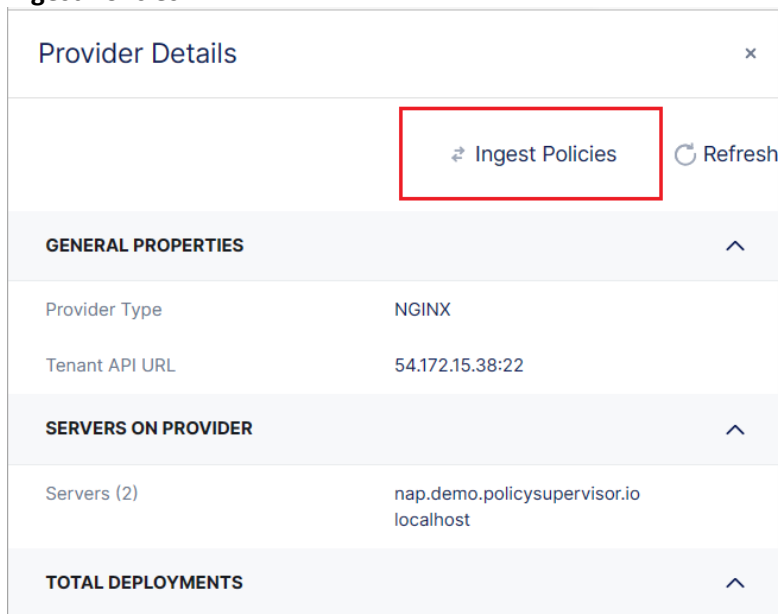 Provider Details
Ingest Policies
Refresh
GENERAL PROPERTIES
Provider Type NGINX
Tenant API URL 54.172.15.38:22
SERVERS ON PROVIDER
Servers (2) nap.demo.policysupervisor.io
localhost
TOTAL DEPLOYMENTS